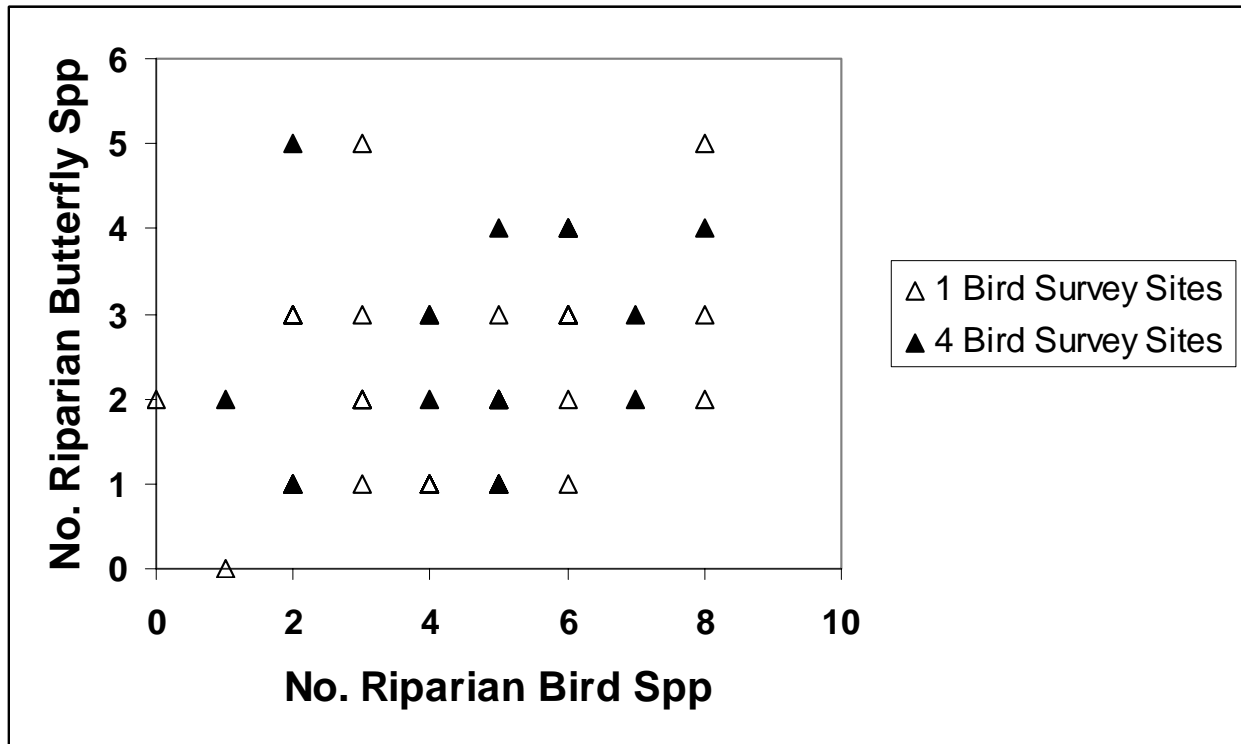 No. Riparian Butterfly Spp
6
5
4
3
2
1
0
0 2 4 6 8 10
No. Riparian Bird Spp
1 Bird Survey Sites
4 Bird Survey Sites